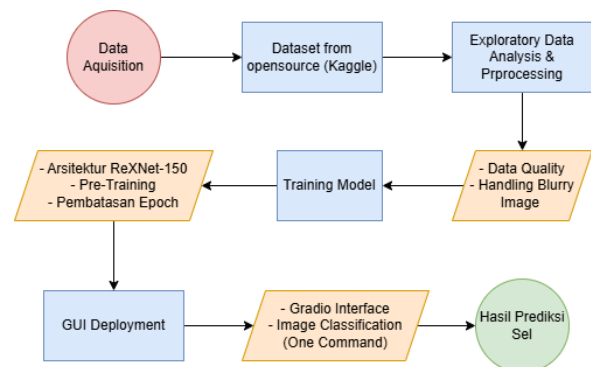 Data
Aquisition
Dataset from
opensource (Kaggle)
Exploratory Data
Analysis &
Prprocessing
- Arsitektur ReXNet-150
- Pre-Training
- Pembatasan Epoch
Training Model
- Data Quality
- Handling Blurry
Image
GUI Deployment
- Gradio Interface
- Image Classification
(One Command)
Hasil Prediksi
Sel